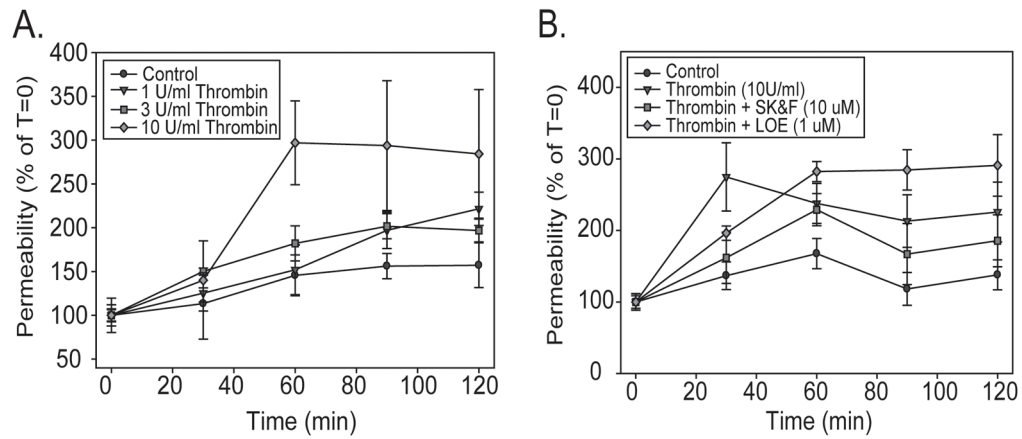 A.
Permeability (% of T=0)
400
350
300
250
200
150
100
50
Control
1 U/ml Thrombin
3 U/ml Thrombin
10 U/ml Thrombin
0 20 40 60 80 100 120
Time (min)
B.
Permeability (% of T=0)
400
300
200
100
0
Control
Thrombin (10U/ml)
Thrombin + SK&F (10 uM)
Thrombin + LOE (1 uM)
0 20 40 60 80 100 120
Time (min)